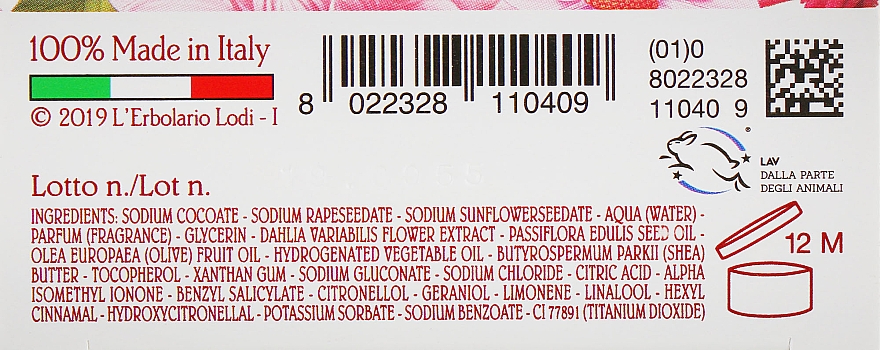 100% Made in Italy
© 2019 L'Erbolario Lodi - I
8 022328 110409
(01)0
8022328
11040 9
®
LAV
DALLA PARTE
DEGLI ANIMALI
Lotto n./Lot n.
INGREDIENTS: SODIUM COCOATE - SODIUM RAPESEEDATE - SODIUM SUNFLOWERSEEDATE - AQUA (WATER) -
PARFUM (FRAGRANCE) - GLYCERIN - DAHLIA VARIABILIS FLOWER EXTRACT - PASSIFLORA EDULIS SEED OIL -
OLEA EUROPAEA (OLIVE) FRUIT OIL - HYDROGENATED VEGETABLE OIL - BUTYROSPERMUM PARKII (SHEA)
BUTTER - TOCOPHEROL - XANTHAN GUM - SODIUM GLUCONATE - SODIUM CHLORIDE - CITRIC ACID - ALPHA
ISOMETHYL IONONE - BENZYL SALICYLATE - CITRONELLOL - GERANIOL - LIMONENE - LINALOOL - HEXYL
CINNAMAL - HYDROXYCITRONELLAL - POTASSIUM SORBATE - SODIUM BENZOATE - CI 77891 (TITANIUM DIOXIDE)
12 M